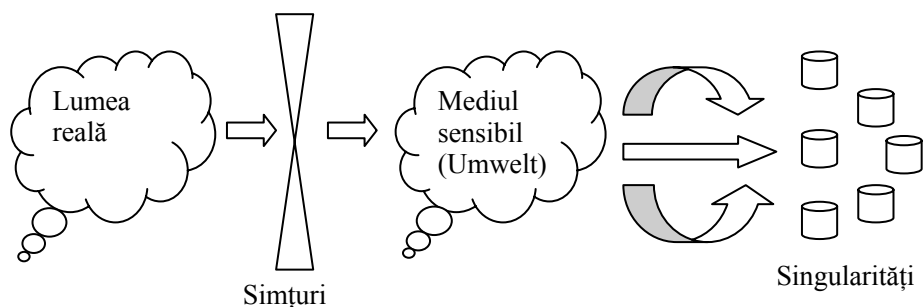 Lumea
reală
Mediul
sensibil
(Umwelt)
Simțuri
Singularități